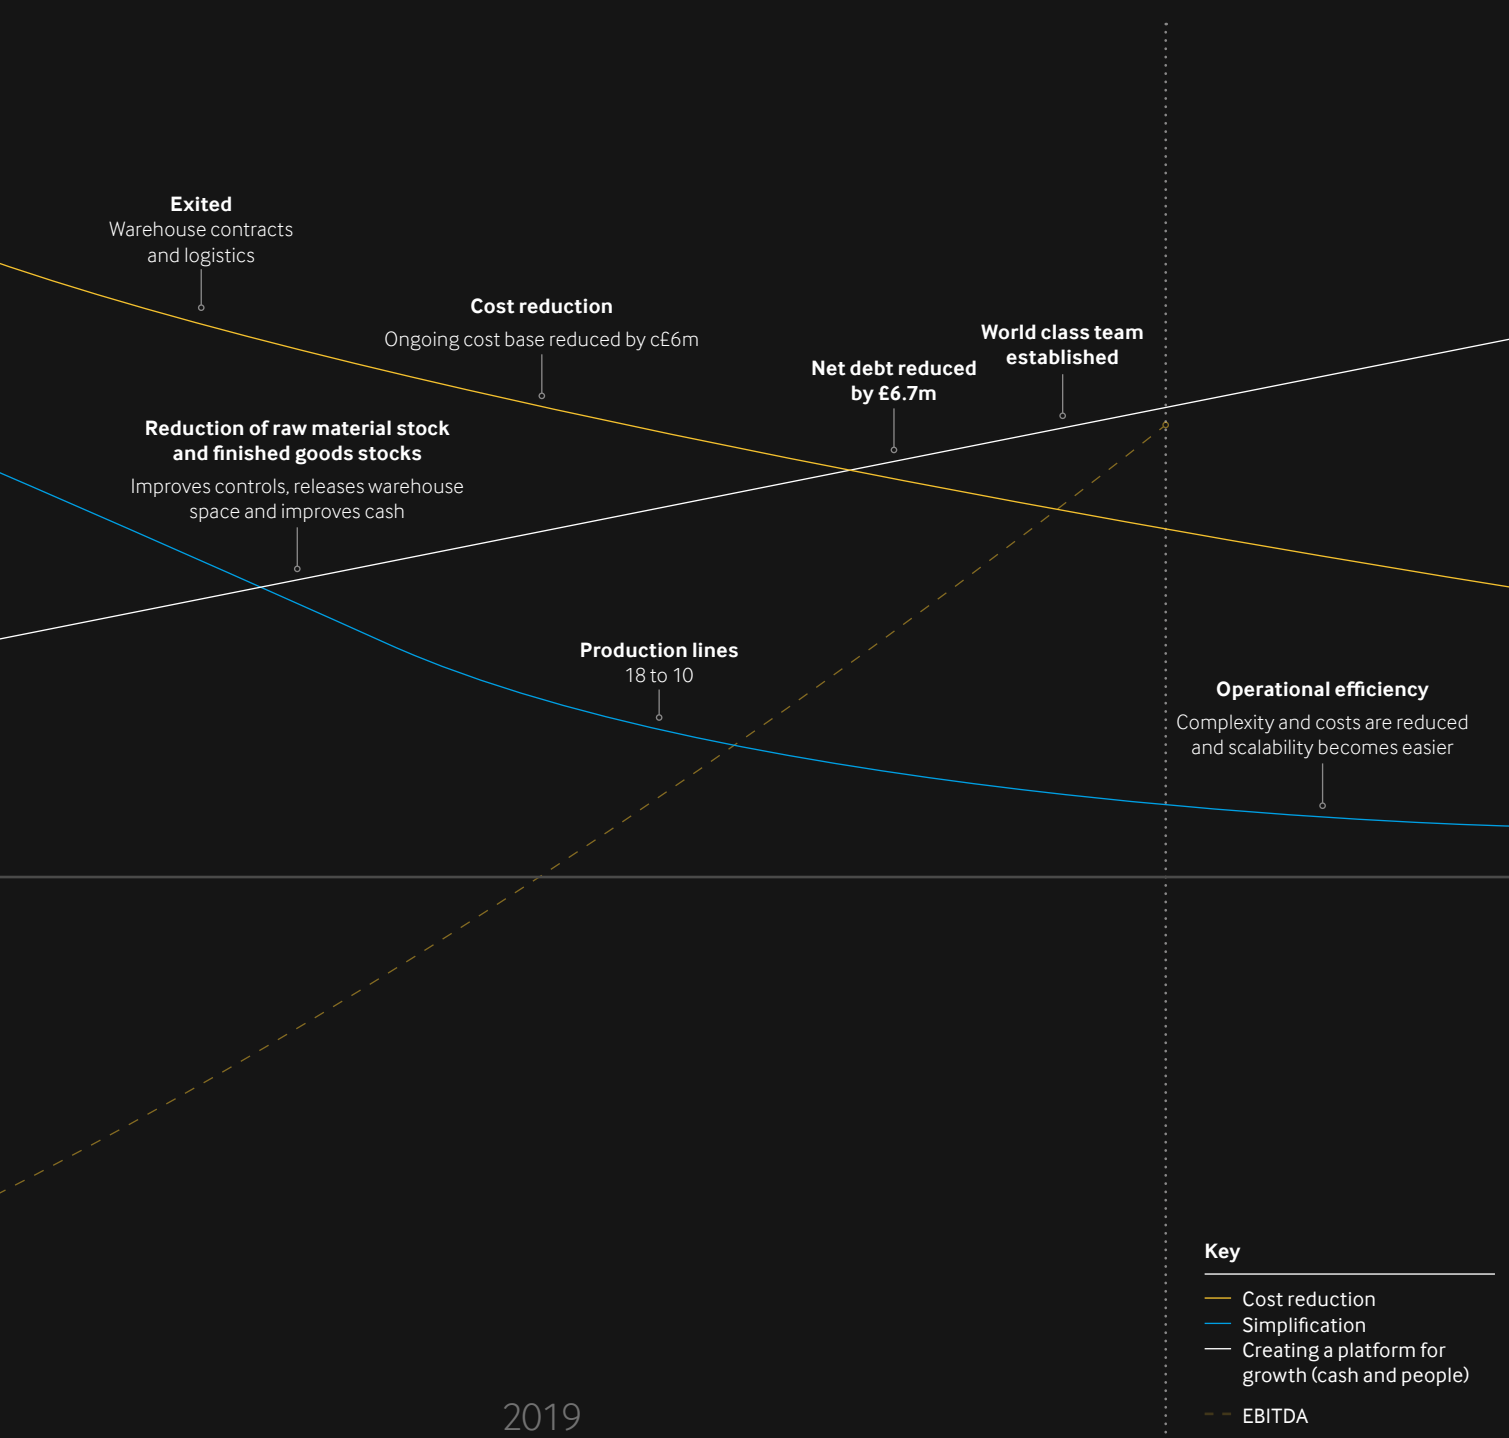 Exited
Warehouse contracts
and logistics
Cost reduction
Ongoing cost base reduced by c£6m
World class team
established
Net debt reduced
by £6.7m
Reduction of raw material stock
and finished goods stocks
Improves controls, releases warehouse
space and improves cash
Production lines
18 to 10
Operational efficiency
Complexity and costs are reduced
and scalability becomes easier
Key
Cost reduction
Simplification
Creating a platform for
growth (cash and people)
EBITDA
2019